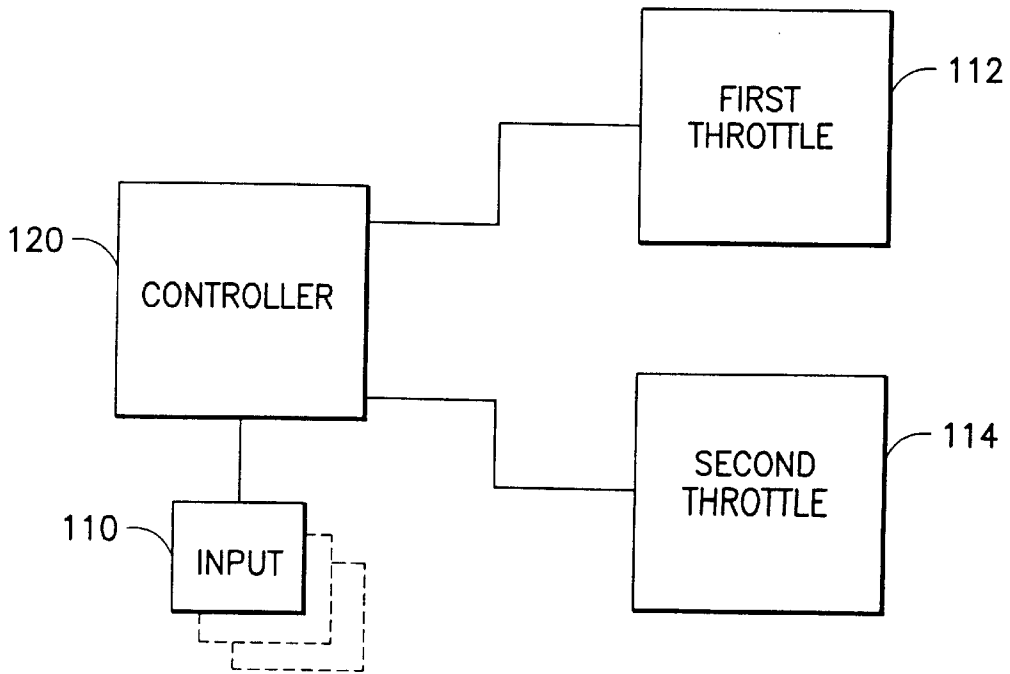 FIRST
THROTTLE
112
120
CONTROLLER
SECOND
THROTTLE
114
110
INPUT